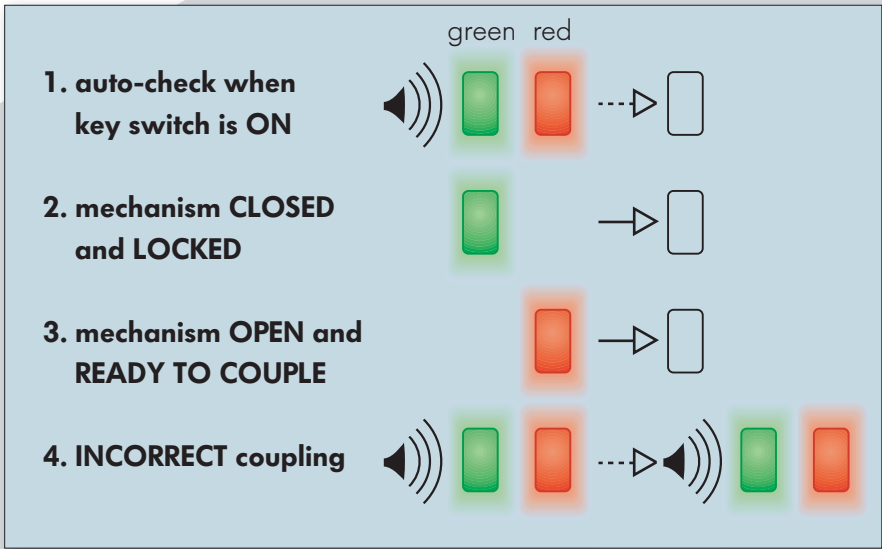 green red
1. auto-check when
key switch is ON
2. mechanism CLOSED
and LOCKED
3. mechanism OPEN and
READY TO COUPLE
4. INCORRECT coupling